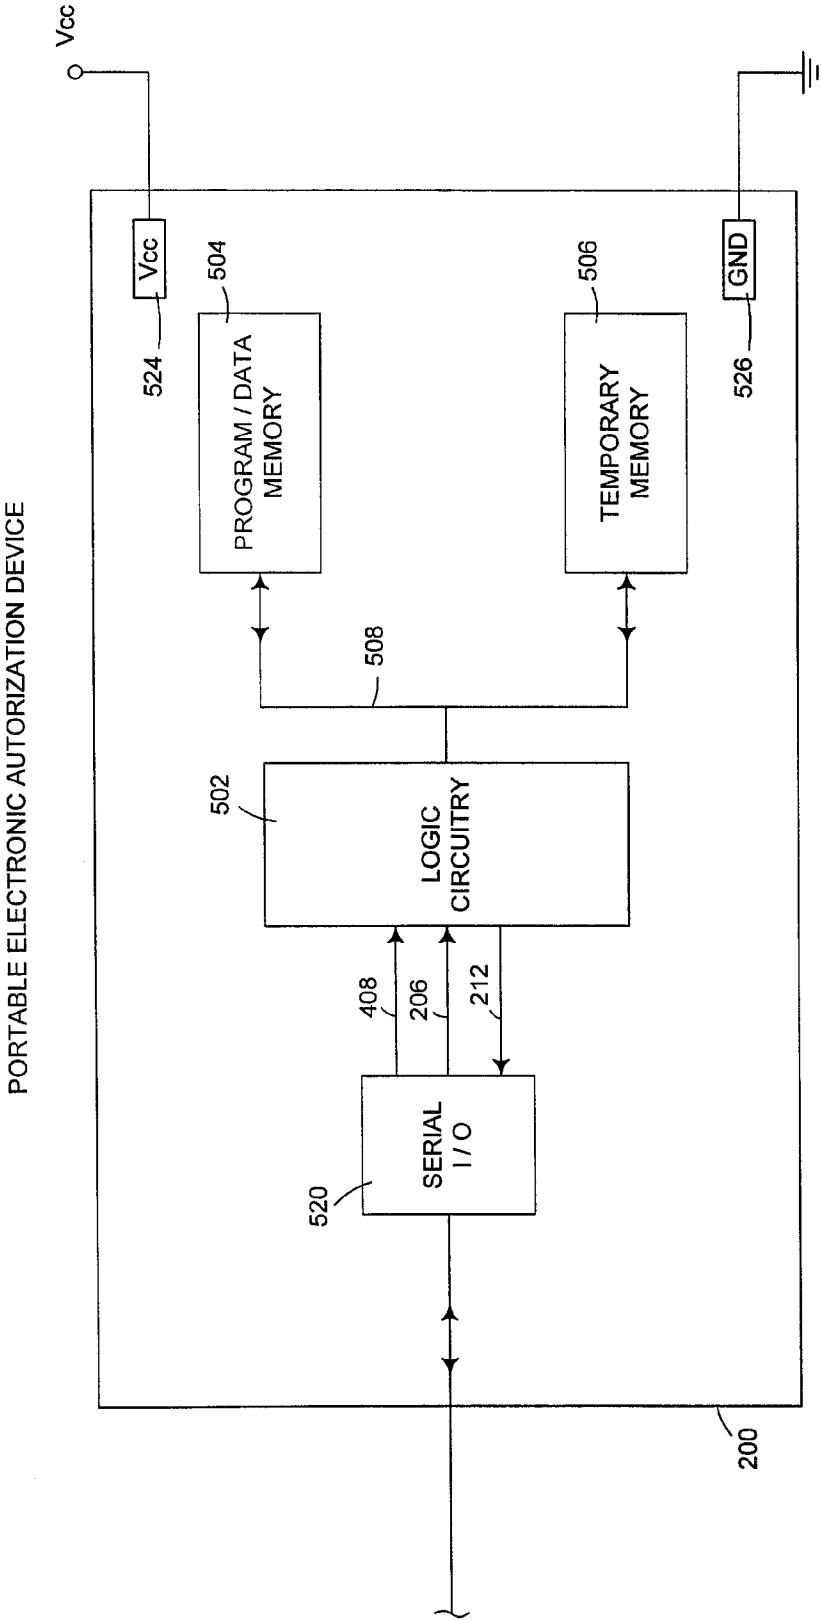 PORTABLE ELECTRONIC AUTORIZATION DEVICE
Vcc
Vcc
524
504
PROGRAM / DATA
MEMORY
508
502
LOGIC
CIRCUITRY
408
206
212
520
SERIAL
I / O
506
TEMPORARY
MEMORY
GND
526
200